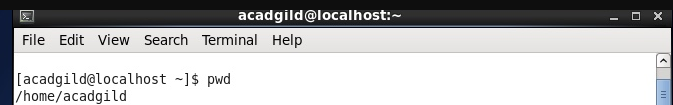 acadgild@localhost:~
File Edit View Search Terminal Help
[acadgild@localhost ~]$ pwd
/home/acadgild